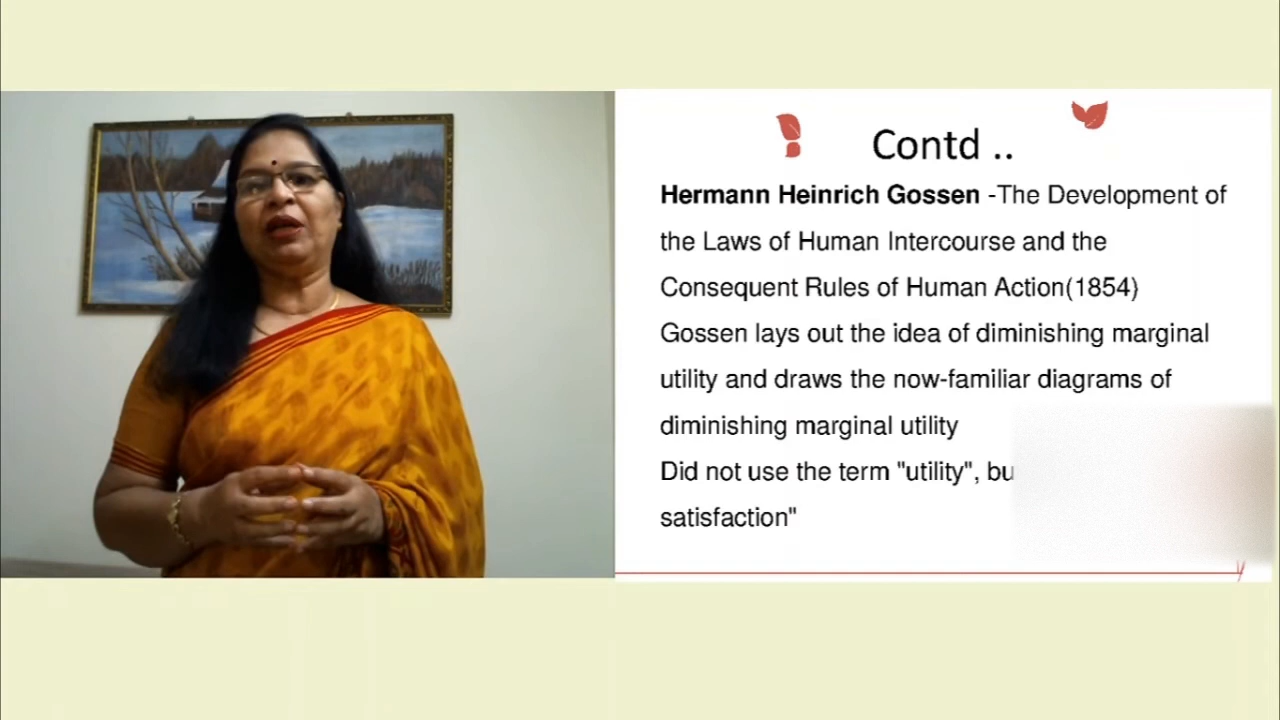 Contd ..
Hermann Heinrich Gossen -The Development of
the Laws of Human Intercourse and the
Consequent Rules of Human Action(1854)
Gossen lays out the idea of diminishing marginal
utility and draws the now-familiar diagrams of
diminishing marginal utility
Did not use the term "utility",
satisfaction"